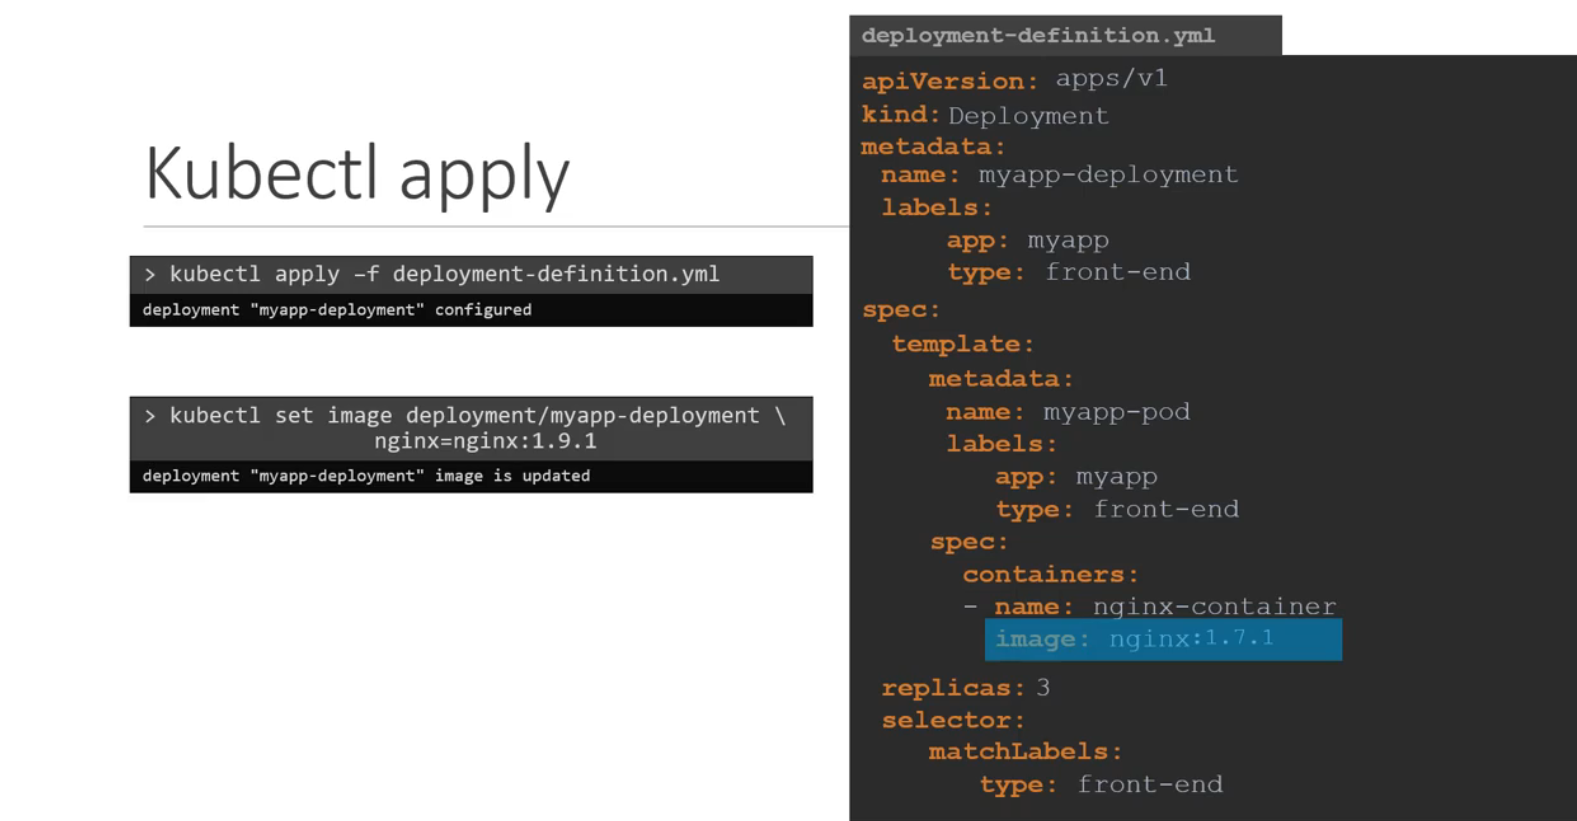 Kubectl apply
> kubectl apply –f deployment-definition.yml
deployment "myapp-deployment" configured
> kubectl set image deployment/myapp-deployment \
nginx=nginx:1.9.1
deployment "myapp-deployment" image is updated
deployment-definition.yml
apiVersion: apps/v1
kind: Deployment
metadata:
name: myapp-deployment
labels:
app: myapp
type: front-end
spec:
template:
metadata:
name: myapp-pod
labels:
app: myapp
type: front-end
spec:
containers:
- name: nginx-container
image: nginx:1.7.1
replicas: 3
selector:
matchLabels:
type: front-end